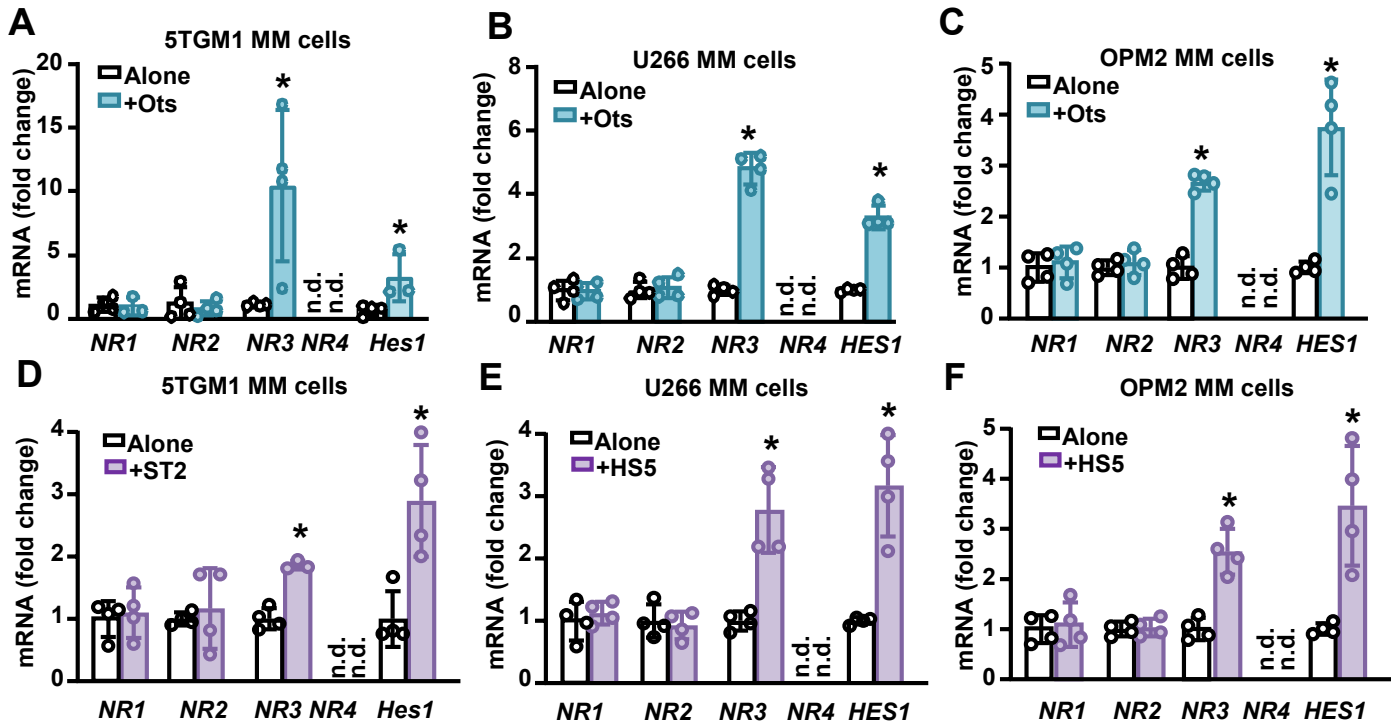 A
5TGM1 MM cells
Alone
+Ots
mRNA (fold change)
20
15
10
5
0
*
*
n.d.
n.d.
NR1 NR2 NR3 NR4 Hes1
B
U266 MM cells
Alone
+Ots
mRNA (fold change)
8
6
4
2
0
*
*
n.d.
n.d.
NR1 NR2 NR3 NR4 HES1
C
OPM2 MM cells
Alone
+Ots
mRNA (fold change)
5
4
3
2
1
0
*
*
n.d.
n.d.
NR1 NR2 NR3 NR4 HES1
D
5TGM1 MM cells
Alone
+ST2
mRNA (fold change)
4
3
2
1
0
*
*
n.d.
n.d.
NR1 NR2 NR3 NR4 Hes1
E
U266 MM cells
Alone
+HS5
mRNA (fold change)
4
3
2
1
0
*
*
n.d.
n.d.
NR1 NR2 NR3 NR4 HES1
F
OPM2 MM cells
Alone
+HS5
mRNA (fold change)
5
4
3
2
1
0
*
*
n.d.
n.d.
NR1 NR2 NR3 NR4 HES1